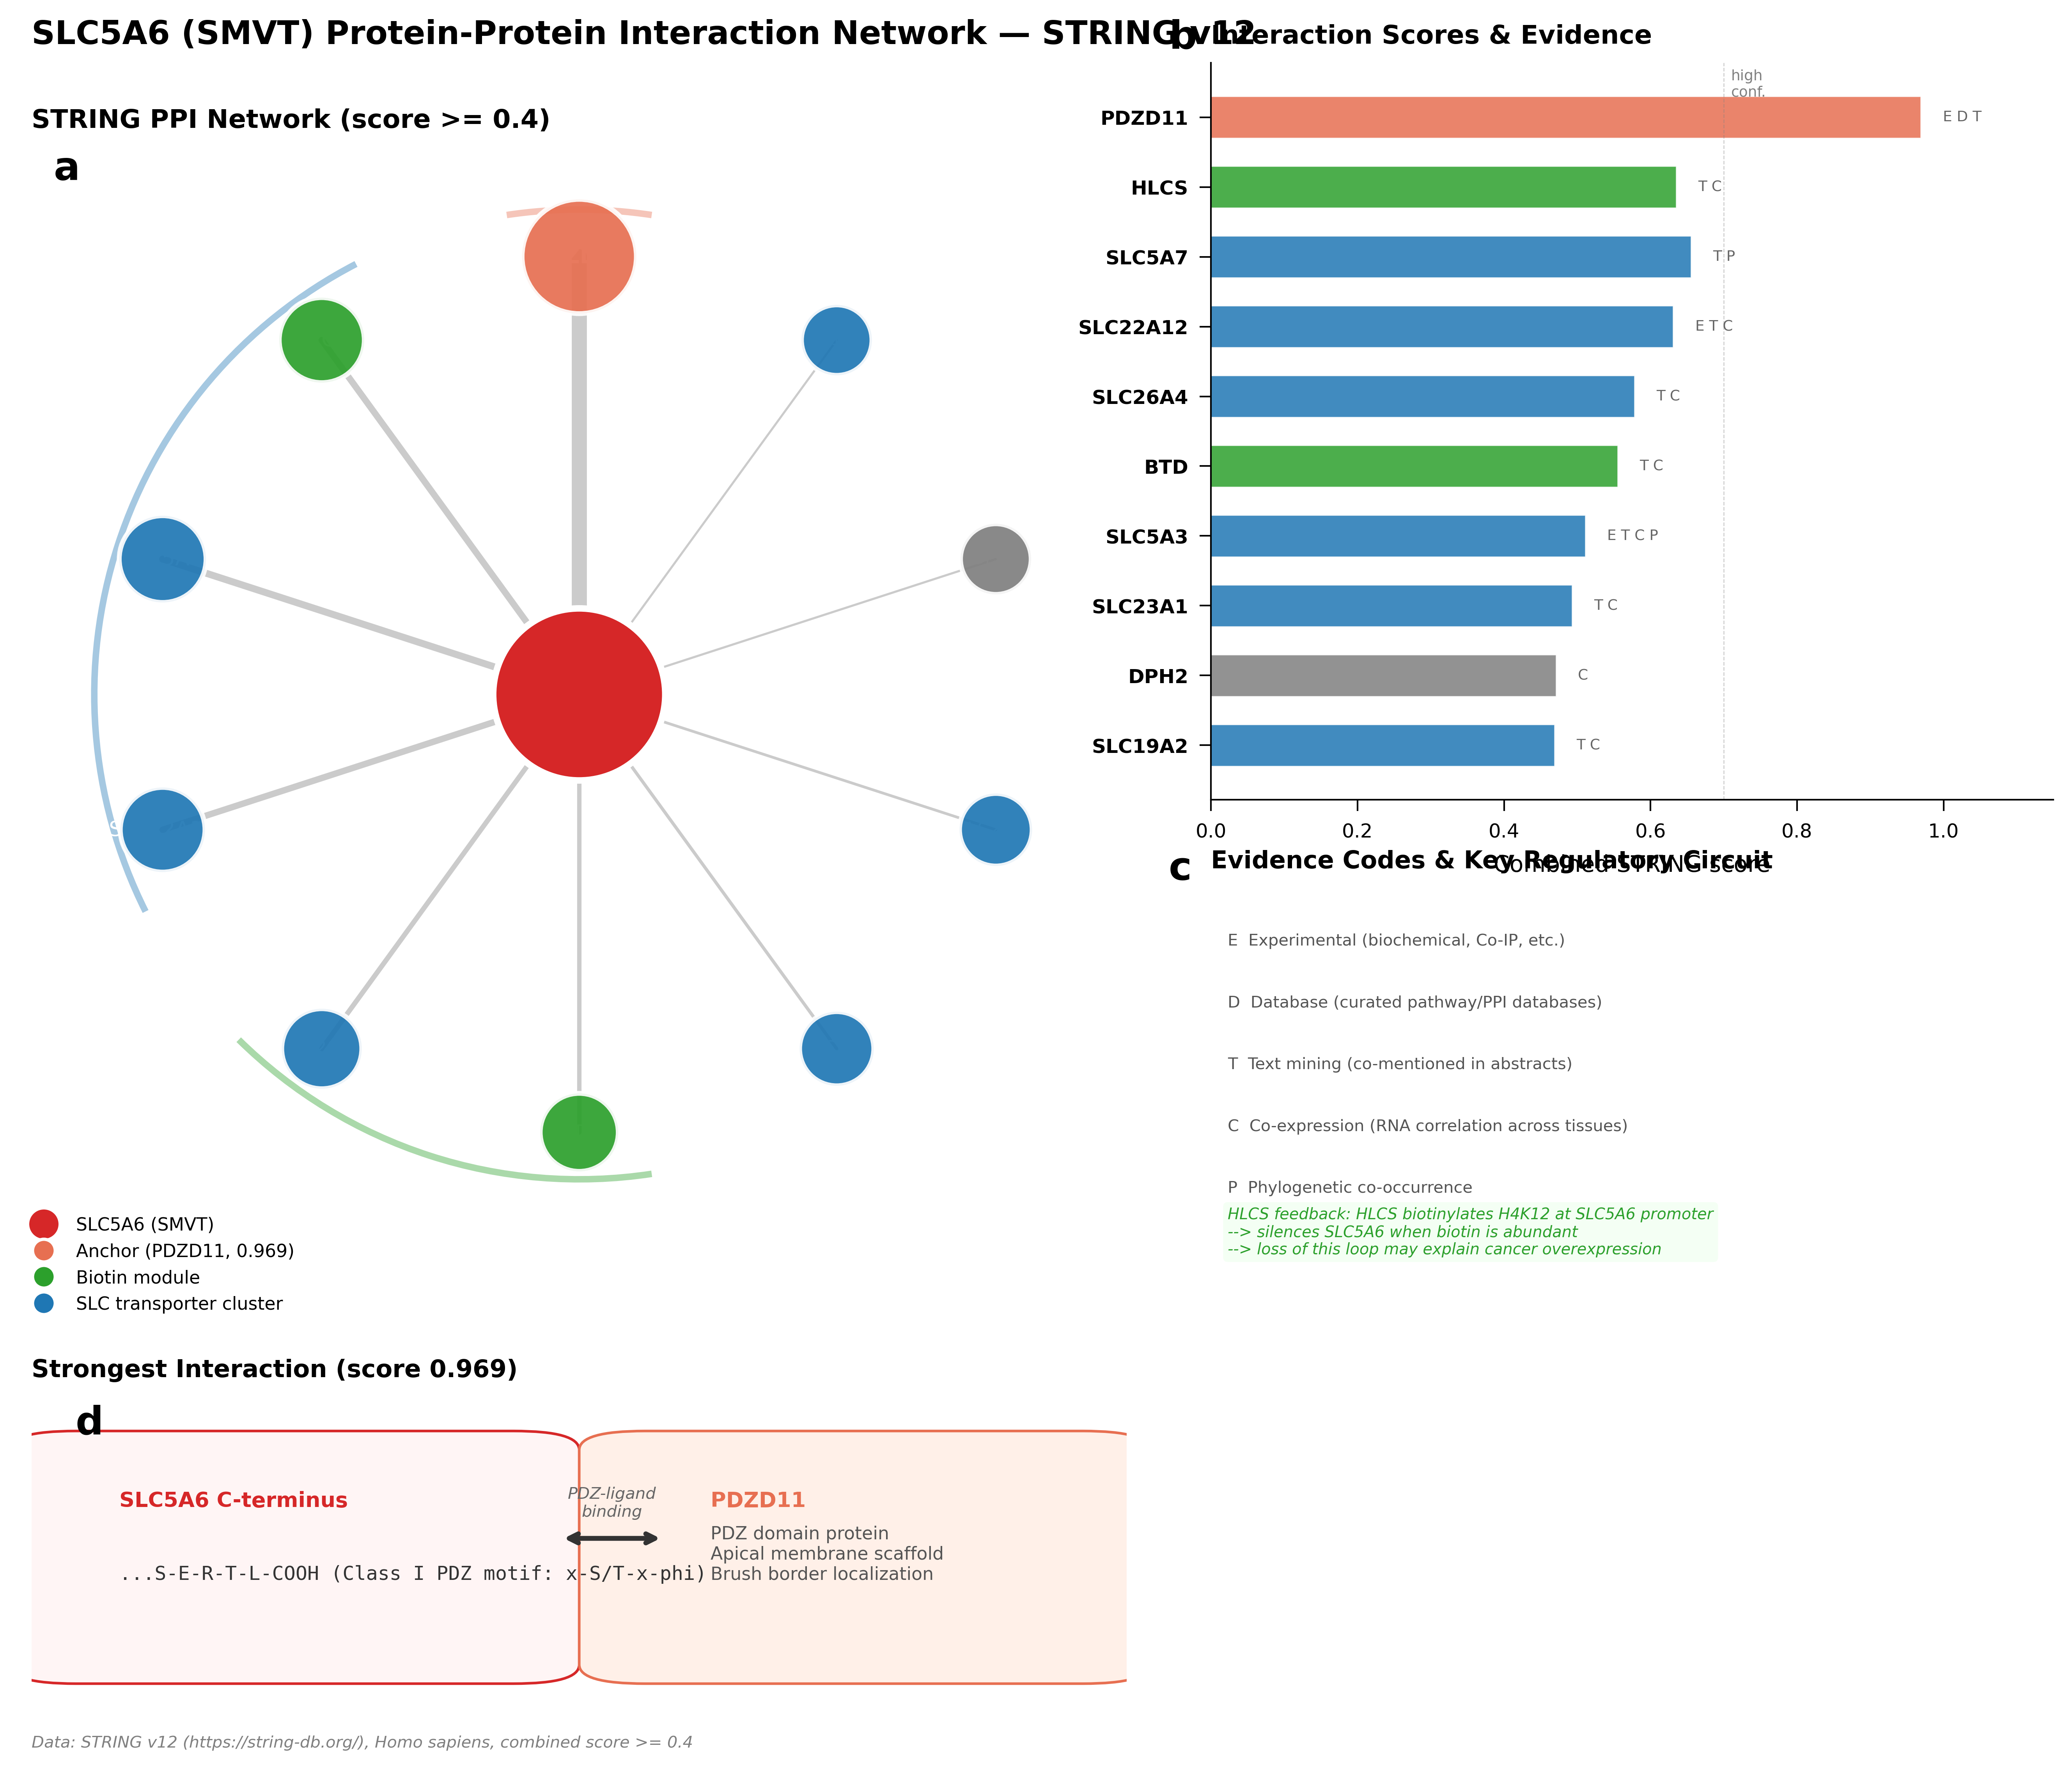 SLC5A6 (SMVT) Protein-Protein Interaction Network — STRING v12
STRING PPI Network (score >= 0.4)
a
SLC5A6 (SMVT)
Anchor (PDZD11, 0.969)
Biotin module
SLC transporter cluster
b
Interaction Scores & Evidence
high
conf.
PDZD11
E D T
HLCS
T C
SLC5A7
T P
SLC22A12
E T C
SLC26A4
T C
BTD
T C
SLC5A3
E T C P
SLC23A1
T C
DPH2
C
SLC19A2
T C
0.0 0.2 0.4 0.6 0.8 1.0
Combined STRING score
c
Evidence Codes & Key Regulatory Circuit
E Experimental (biochemical, Co-IP, etc.)
D Database (curated pathway/PPI databases)
T Text mining (co-mentioned in abstracts)
C Co-expression (RNA correlation across tissues)
P Phylogenetic co-occurrence
HLCS feedback: HLCS biotinylates H4K12 at SLC5A6 promoter
--> silences SLC5A6 when biotin is abundant
--> loss of this loop may explain cancer overexpression
Strongest Interaction (score 0.969)
d
SLC5A6 C-terminus
...S-E-R-T-L-COOH (Class I PDZ motif: x-S/T-x-phi)
PDZ-ligand
binding
PDZD11
PDZ domain protein
Apical membrane scaffold
Brush border localization
Data: STRING v12 (https://string-db.org/), Homo sapiens, combined score >= 0.4